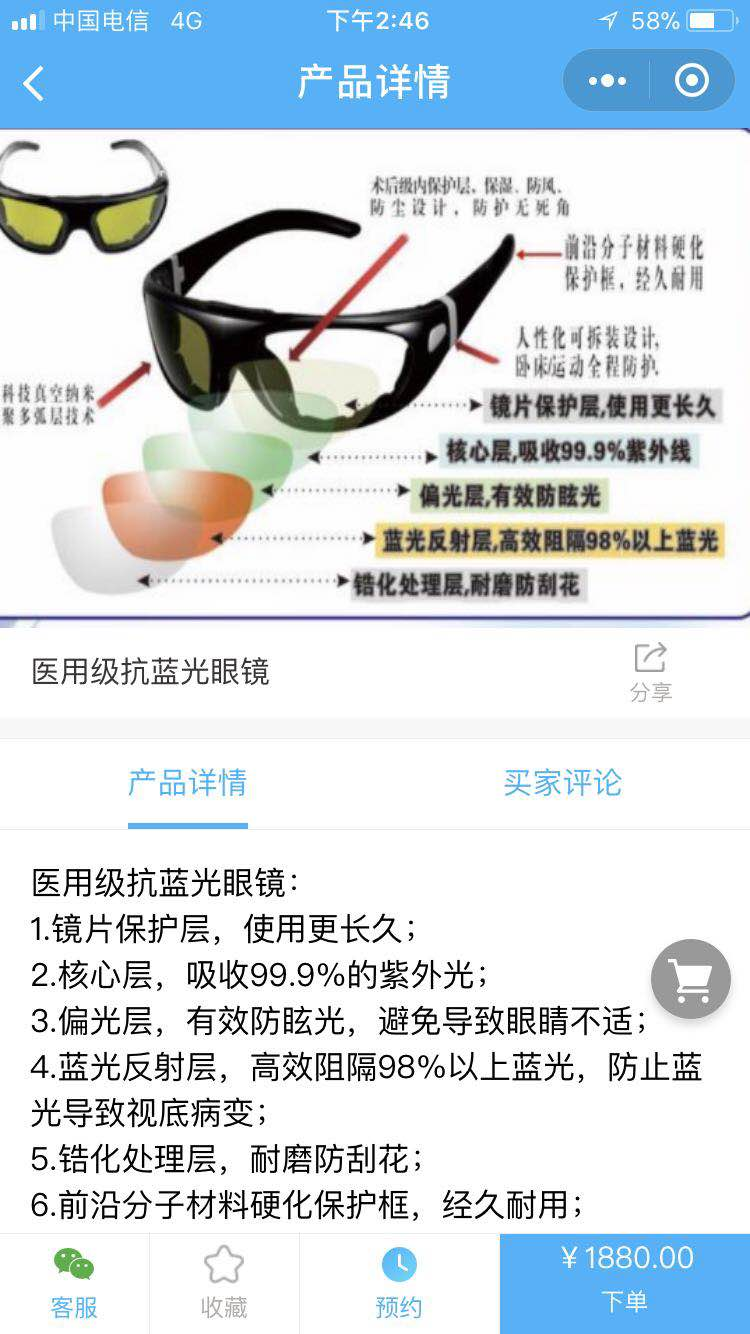 中国电信 4G 下午2:46 58%
产品详情
术后级内保护层、保湿、防风、
防尘设计，防护无死角
前沿分子材料硬化
保护框，经久耐用
人性化可拆装设计,
卧床/运动全程防护.
科技真空纳米
聚多弧层技术
镜片保护层,使用更长久
核心层,吸收99.9%紫外线
偏光层,有效防眩光
蓝光反射层,高效阻隔98%以上蓝光
锆化处理层,耐磨防刮花
医用级抗蓝光眼镜
分享
产品详情 买家评论
医用级抗蓝光眼镜：
1.镜片保护层，使用更长久；
2.核心层，吸收99.9%的紫外光；
3.偏光层，有效防眩光，避免导致眼睛不适；
4.蓝光反射层，高效阻隔98%以上蓝光，防止蓝
光导致视底病变；
5.锆化处理层，耐磨防刮花；
6.前沿分子材料硬化保护框，经久耐用；
客服 收藏 预约
¥1880.00
下单